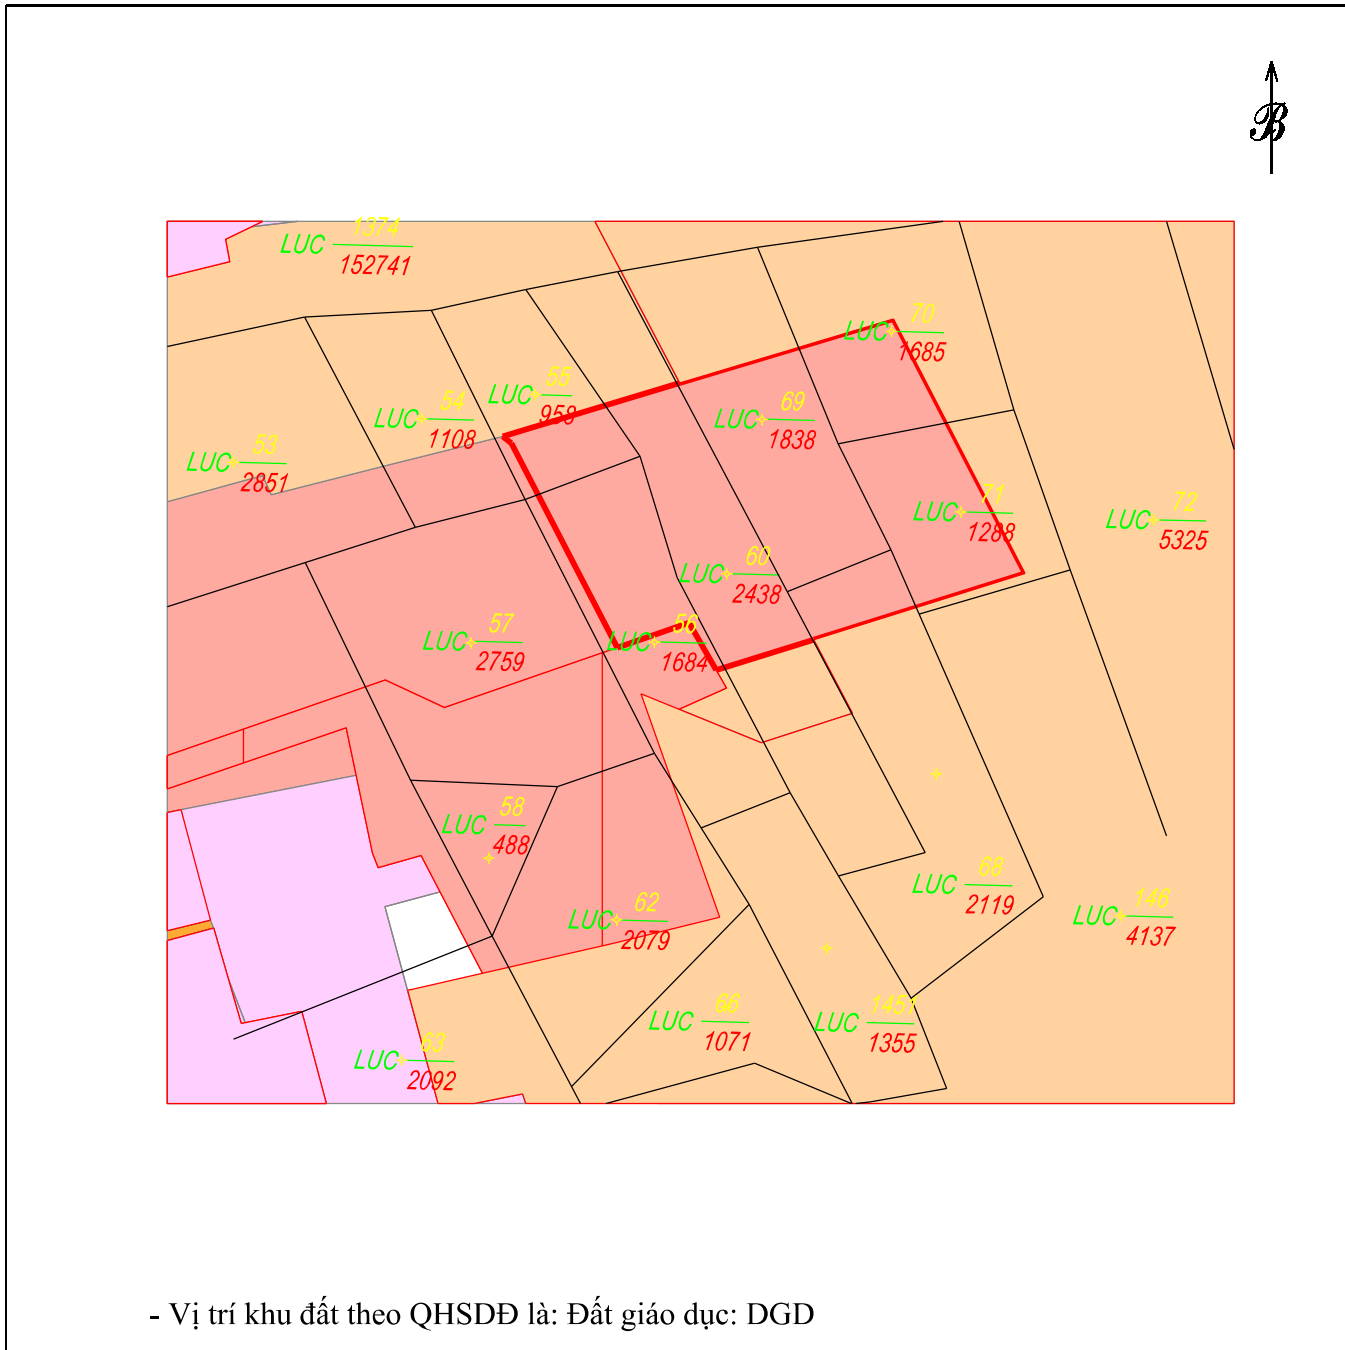 B
LUC 1374
152741
LUC 70
1685
LUC 55
958
LUC 54
1108
LUC 69
1838
LUC 53
2851
LUC 71
1288
LUC 72
5325
LUC 60
2438
LUC 57
2759
LUC 56
1684
LUC 58
488
LUC 68
2119
LUC 62
2079
LUC 146
4137
LUC 66
1071
LUC 1451
1355
LUC 63
2092
- Vị trí khu đất theo QHSDĐ là: Đất giáo dục: DGD